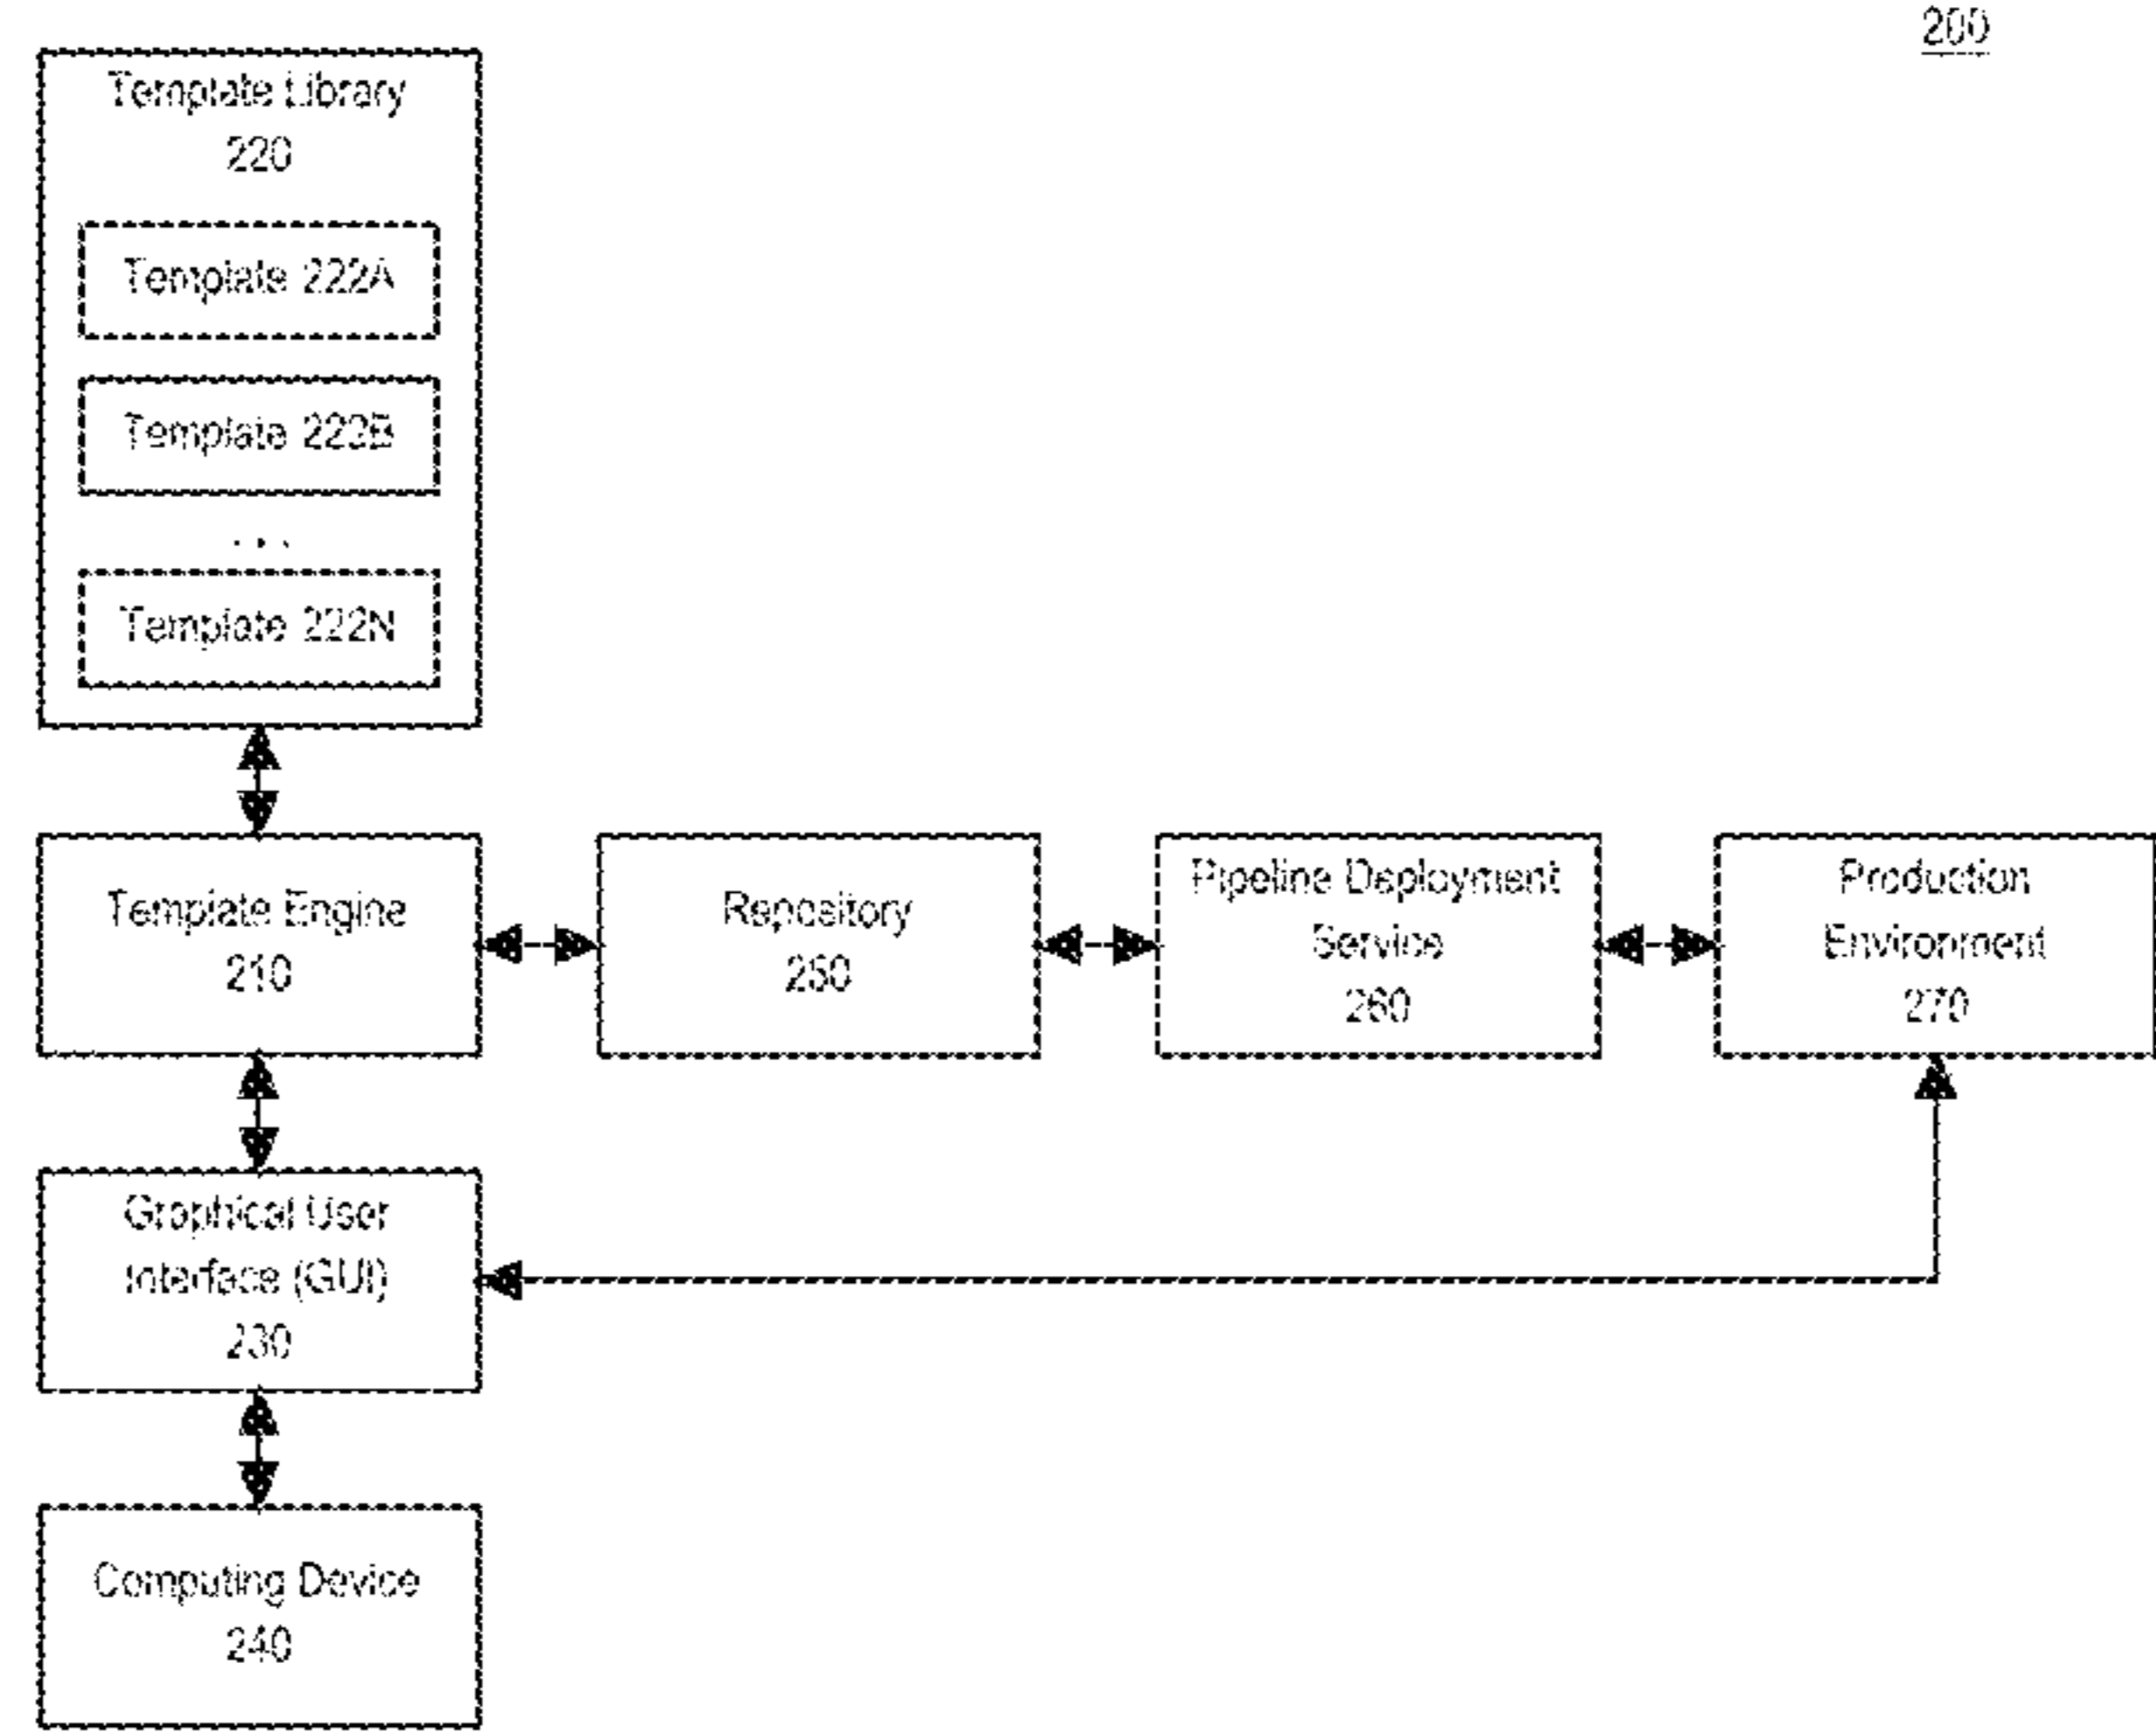 200
Template Library
220
Template 222A
Template 222B
...
Template 222N
Template Engine
210
Repository
250
Pipeline Deployment
Service
260
Production
Environment
270
Graphical User
Interface (GUI)
230
Computing Device
240